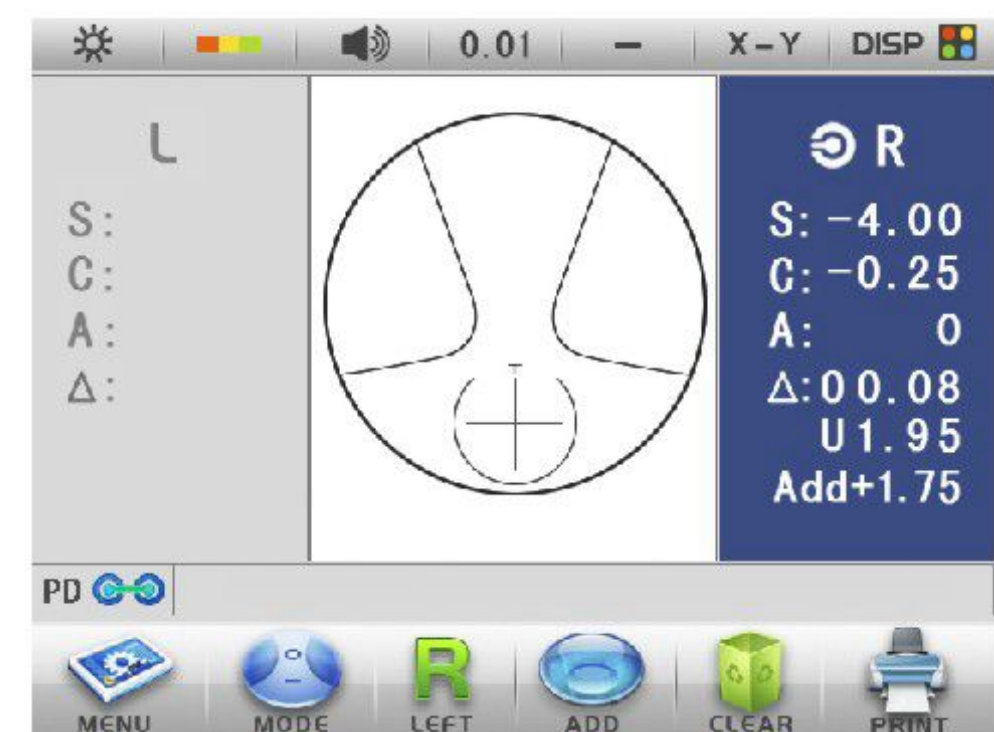 0.01 — X-Y DISP
L
S:
C:
A:
Δ:
R
S: -4.00
C: -0.25
A: 0
Δ:00.08
U1.95
Add+1.75
PD
R
MENU MODE LEFT ADD CLEAR PRINT